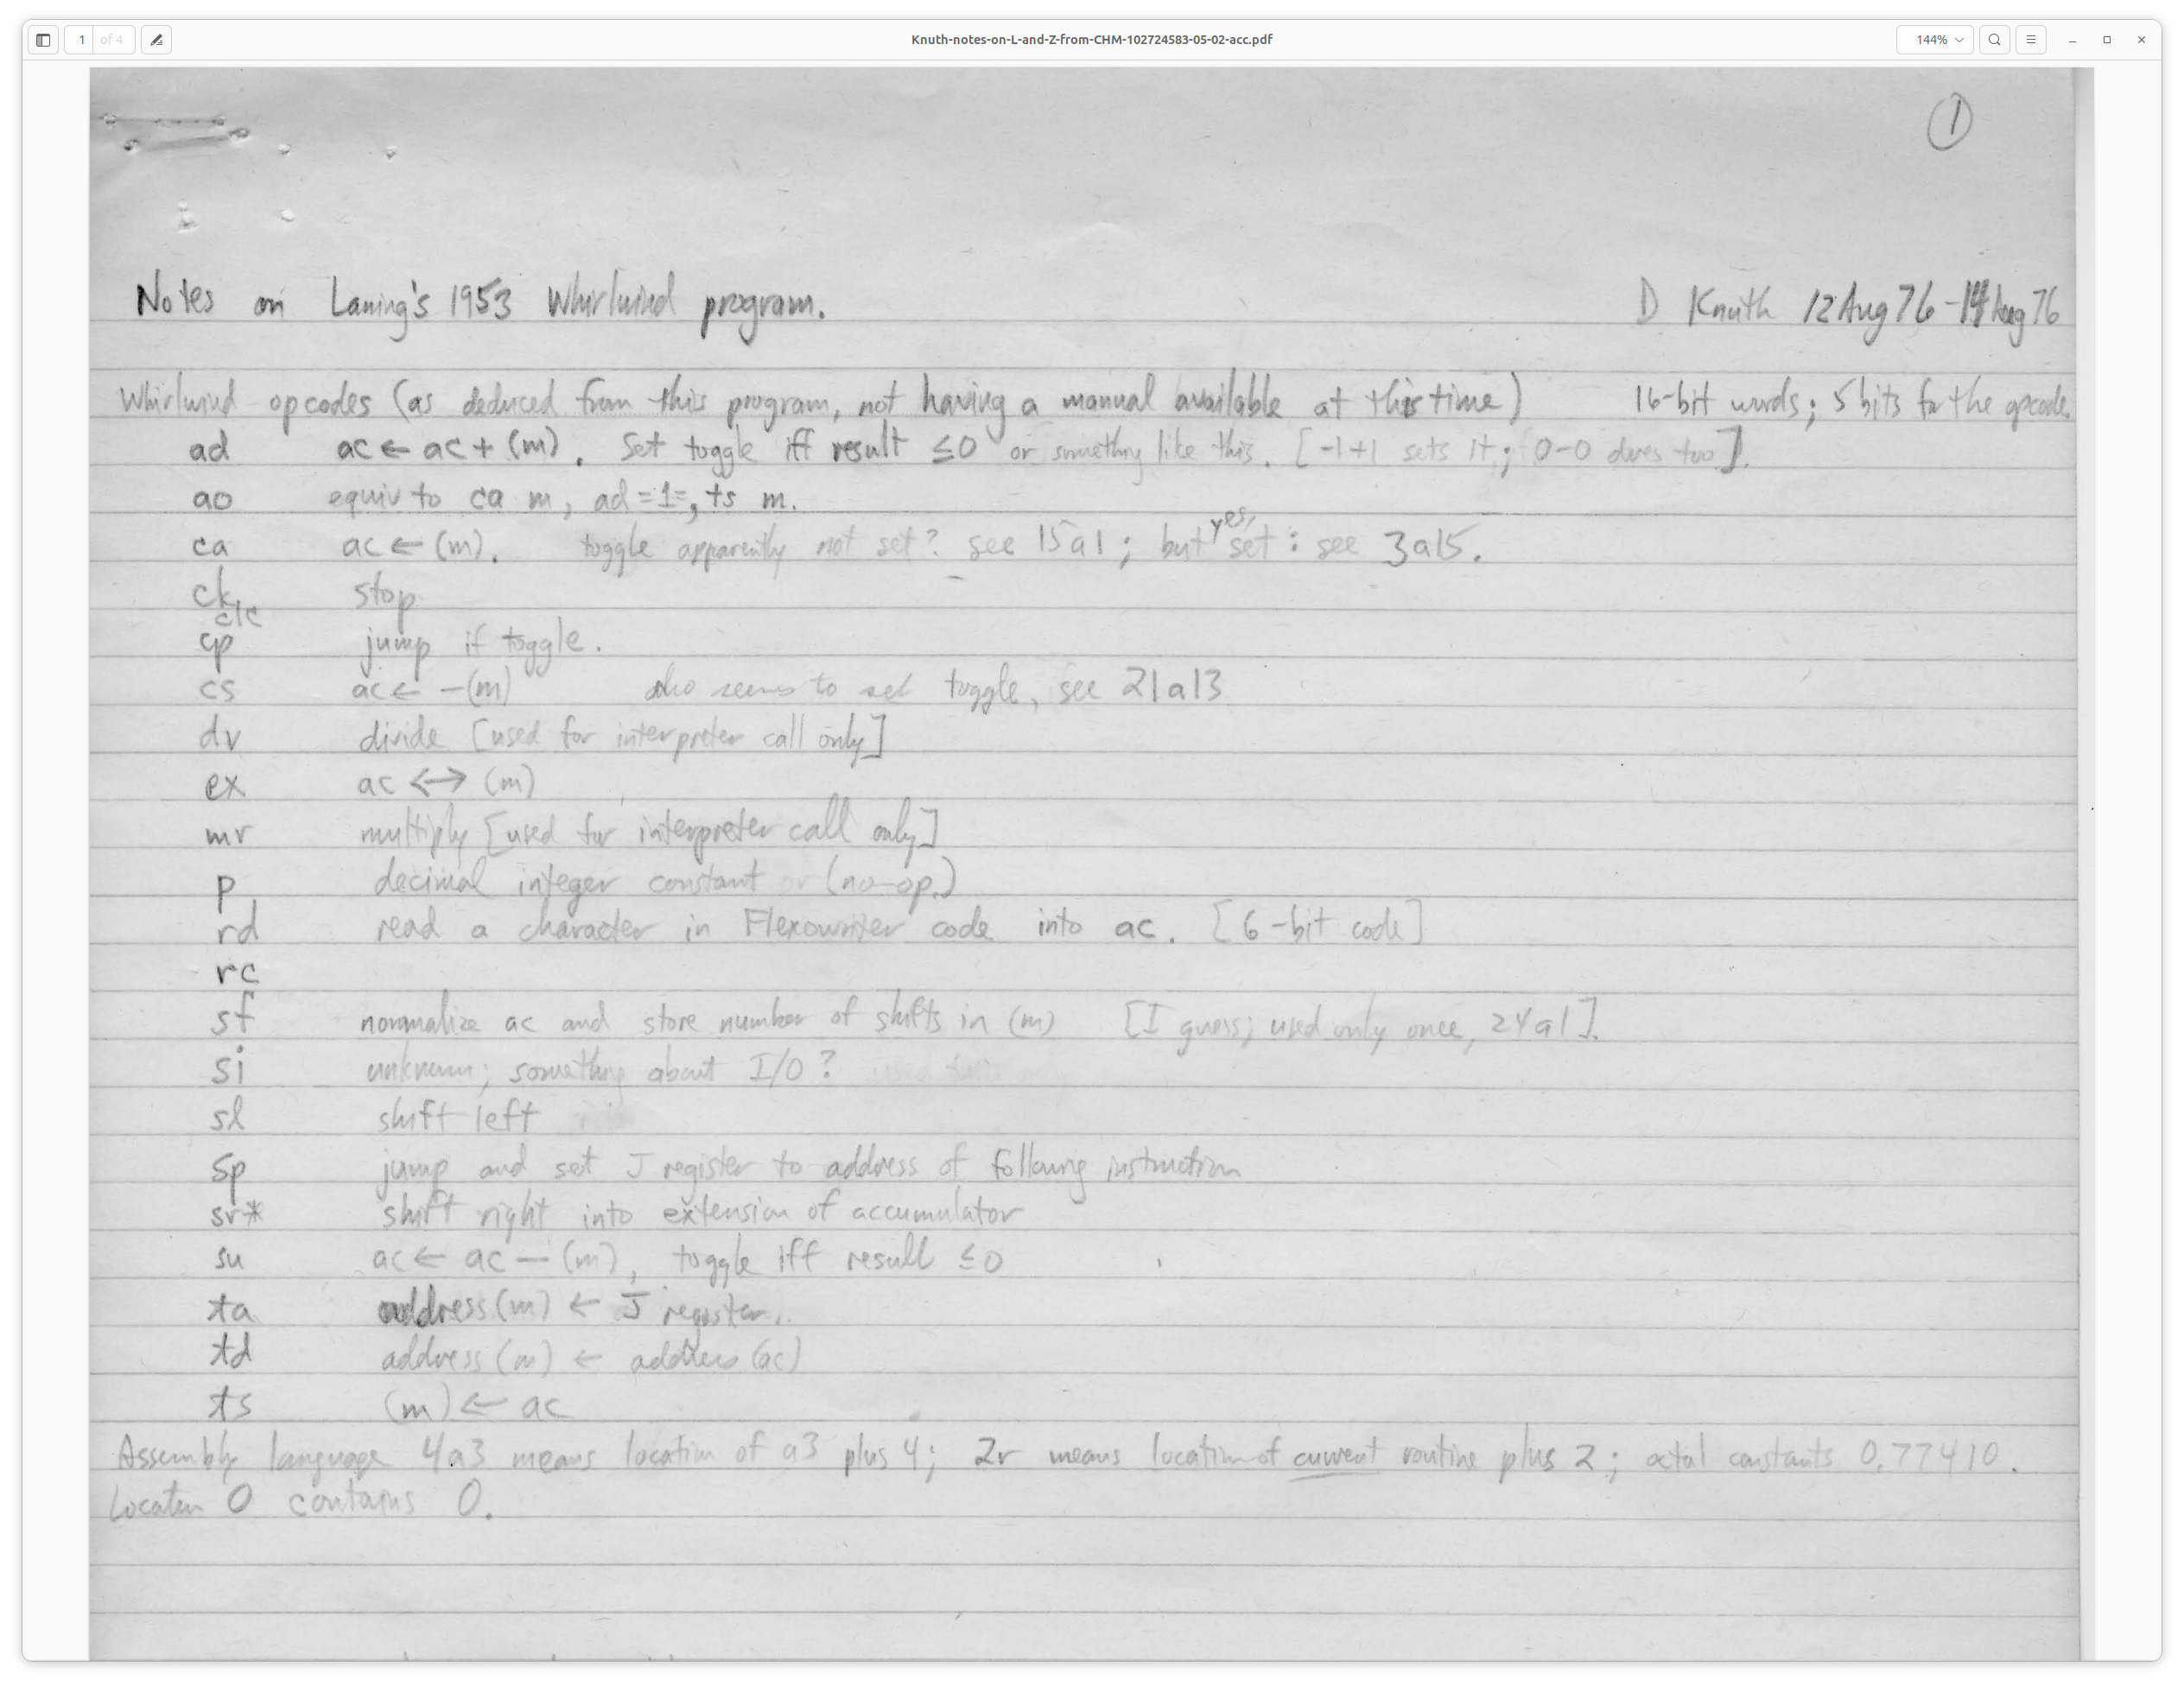 1 of 4
Knuth-notes-on-L-and-Z-from-CHM-102724583-05-02-acc.pdf
144%
1
Notes on Laning's 1953 Whirlwind program. D Knuth 12 Aug 76 - 14 Aug 76
Whirlwind opcodes (as deduced from this program, not having a manual available at this time) 16-bit words; 5 bits for the opcode.
ad ac ← ac + (m). Set toggle iff result ≤0 or something like this. [-1+1 sets it; 0-0 does too].
ao equiv to ca m, ad =1=, ts m.
ca ac ← (m). toggle apparently not set? see 15a1; but yes, set: see 3a15.
ck stop
clc
cp jump if toggle.
cs ac ← -(m) also seems to set toggle, see 21a13
dv divide [used for interpreter call only]
ex ac ↔ (m)
mr multiply [used for interpreter call only]
p decimal integer constant or (no-op.)
rd read a character in Flexowriter code into ac. [6-bit code]
rc
sf normalize ac and store number of shifts in (m) [I guess; used only once, 24a1].
si unknown; something about I/O?
sl shift left
sp jump and set J register to address of following instruction
sr* shift right into extension of accumulator
su ac ← ac - (m), toggle iff result ≤0
ta address (m) ← J register.
td address (m) ← address (ac)
ts (m) ← ac
Assembly language 4a3 means location of a3 plus 4; 2r means location of current routine plus 2; octal constants 0.77410.
Location 0 contains 0.